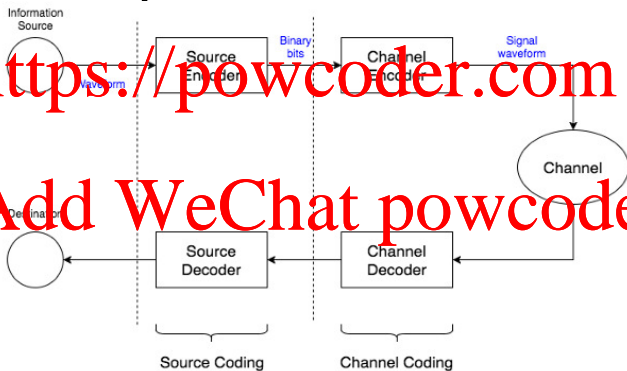 Information
Source
Binary
bits
Signal
waveform
Source
Encoder
Channel
Encoder
https://powcoder.com
Waveform
Channel
Add WeChat powcode
Destination
Source
Decoder
Channel
Decoder
Source Coding
Channel Coding